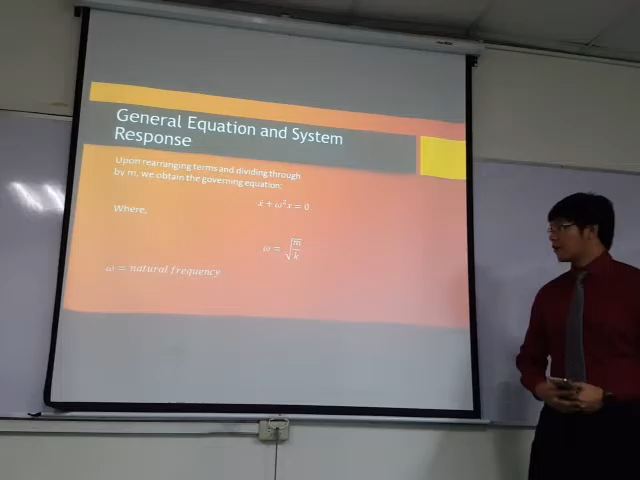 General Equation and System
Response
Upon rearranging terms and dividing through
by m, we obtain the governing equation:
ẍ + ω²x = 0
Where,
ω = √(m/k)
ω = natural frequency